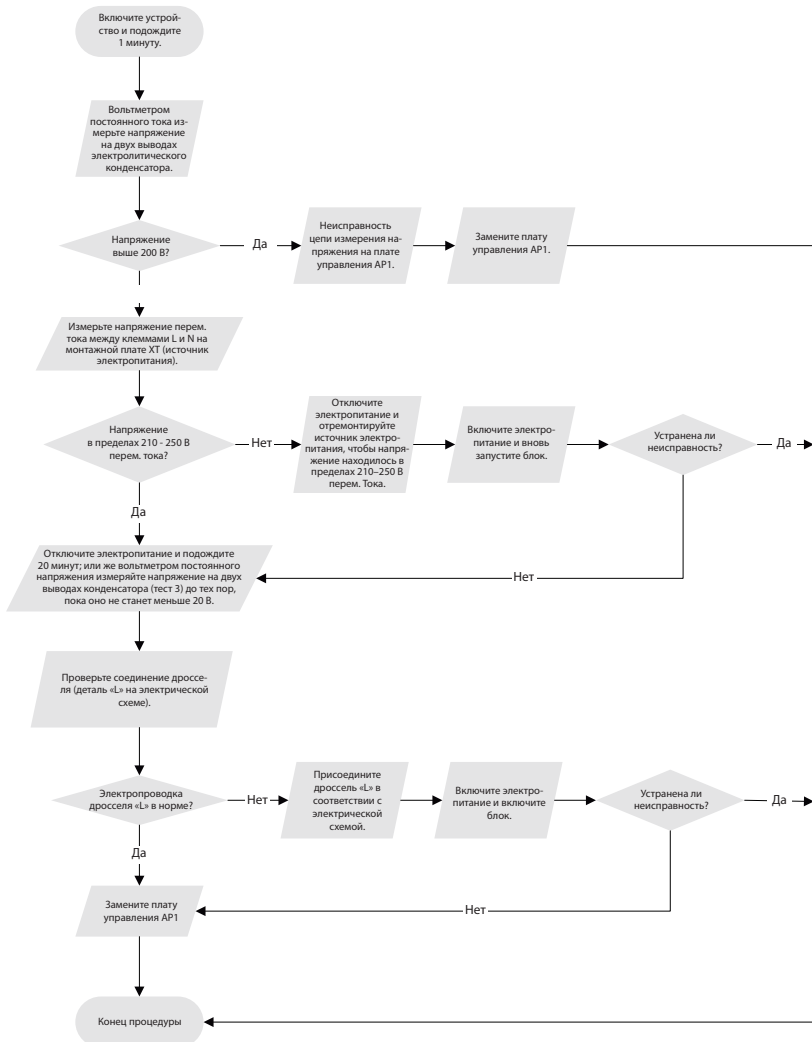 Включите устрой-
ство и подождите
1 минуту.
Вольтметром
постоянного тока из-
мерьте напряжение
на двух выводах
электролитического
конденсатора.
Напряжение
выше 200 В?
Да
Неисправность
цепи измерения на-
пряжения на плате
управления AP1.
Замените плату
управления AP1.
Измерьте напряжение перем.
тока между клеммами L и N на
монтажной плате XT (источник
электропитания).
Напряжение
в пределах 210 - 250 В
перем. тока?
Нет
Отключите
электропитание и
отремонтируйте
источник электро-
питания, чтобы напря-
жение находилось в
пределах 210–250 В
перем. Тока.
Включите электро-
питание и вновь
запустите блок.
Устранена ли
неисправность?
Да
Да
Нет
Отключите электропитание и подождите
20 минут; или же вольтметром постоянного
напряжения измеряйте напряжение на двух
выводах конденсатора (тест 3) до тех пор,
пока оно не станет меньше 20 В.
Проверьте соединение дроссе-
ля (деталь «L» на электрической
схеме).
Электропроводка
дросселя «L» в норме?
Нет
Присоедините
дроссель «L» в
соответствии с
электрической
схемой.
Включите электро-
питание и включите
блок.
Устранена ли
неисправность?
Да
Да
Нет
Замените плату
управления AP1
Конец процедуры